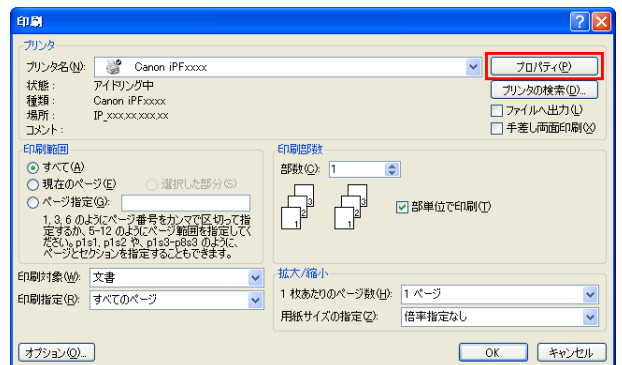 印刷
プリンタ
プリンタ名(N): Canon iPFxxxx プロパティ(P)
状態: アイドリング中 プリンタの検索(D)...
種類: Canon iPFxxxx
場所: IP_xxx,xx,xxx,xx ファイルへ出力(L)
コメント: 手差し両面印刷(X)
印刷範囲
すべて(A)
現在のページ(E) 選択した部分(S)
ページ指定(G):
1, 3, 6 のようにページ番号をカンマで区切って指
定するか、5-12 のようにページ範囲を指定してく
ださい。p1s1, p1s2 や、p1s3-p8s3 のように、
ページとセクションを指定することもできます。
印刷部数
部数(C): 1
1 2 3 1 2 3 部単位で印刷(T)
印刷対象(W): 文書
印刷指定(R): すべてのページ
拡大/縮小
1 枚あたりのページ数(H): 1 ページ
用紙サイズの指定(Z): 倍率指定なし
オプション(O)... OK キャンセル